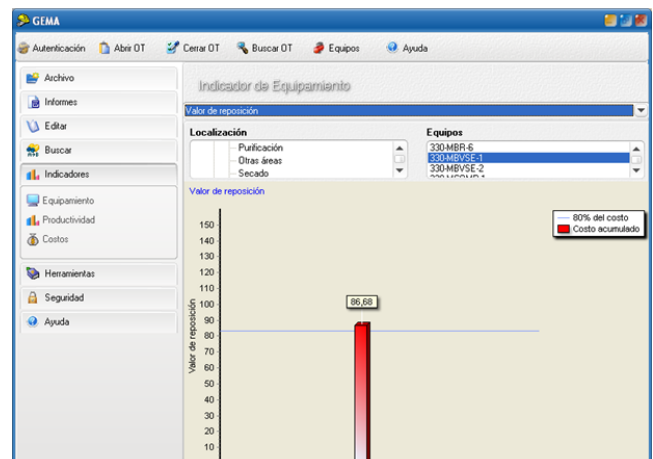 GEMA
Autenticación Abrir OT Cerrar OT Buscar OT Equipos Ayuda
Archivo
Informes
Editar
Buscar
Indicadores
Equipamiento
Productividad
Costos
Herramientas
Seguridad
Ayuda
Indicador de Equipamiento
Valor de reposición
Localización
Purificación
Otras áreas
Secado
Equipos
330-MBR-6
330-MBVSE-1
330-MBVSE-2
Valor de reposición
80% del costo
Costo acumulado
86,68
Valor de reposición
150
140
130
120
110
100
90
80
70
60
50
40
30
20
10